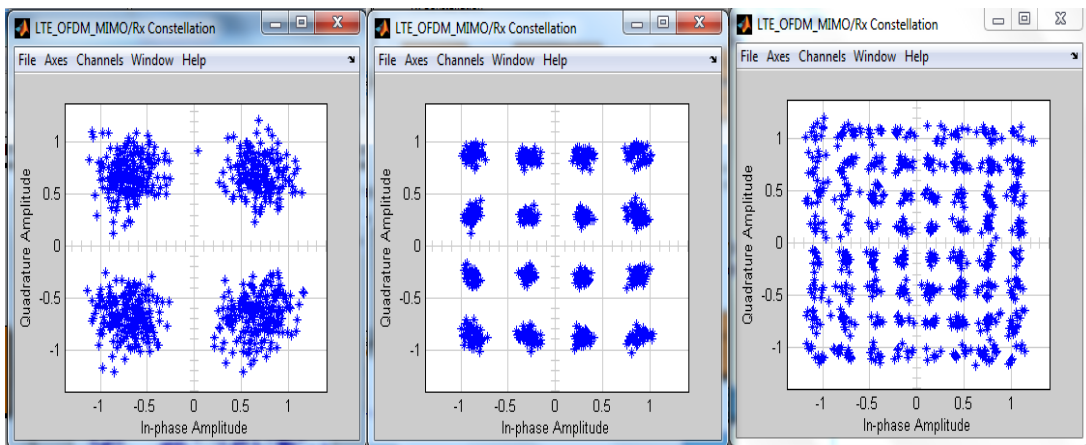 LTE_OFDM_MIMO/Rx Constellation
File Axes Channels Window Help
1
0.5
0
-0.5
-1
Quadrature Amplitude
-1 -0.5 0 0.5 1
In-phase Amplitude
LTE_OFDM_MIMO/Rx Constellation
File Axes Channels Window Help
1
0.5
0
-0.5
-1
Quadrature Amplitude
-1 -0.5 0 0.5 1
In-phase Amplitude
LTE_OFDM_MIMO/Rx Constellation
File Axes Channels Window Help
1
0.5
0
-0.5
-1
Quadrature Amplitude
-1 -0.5 0 0.5 1
In-phase Amplitude